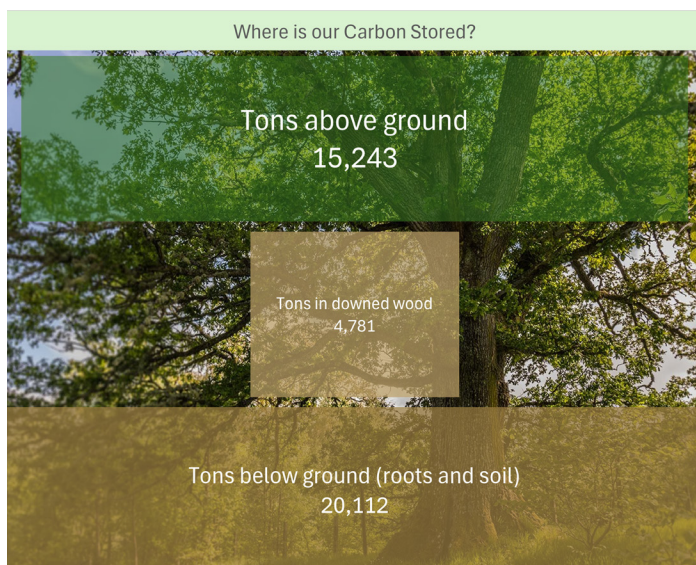 Where is our Carbon Stored?
Tons above ground
15,243
Tons in downed wood
4,781
Tons below ground (roots and soil)
20,112